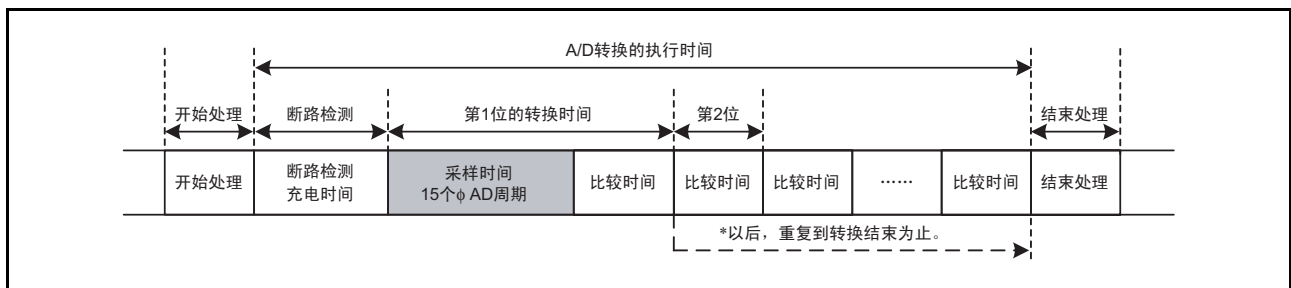 A/D转换的执行时间
开始处理 断路检测 第1位的转换时间 第2位 结束处理
开始处理 断路检测 采样时间 比较时间 比较时间 比较时间 …… 比较时间 结束处理
充电时间 15个ϕ AD周期
*以后，重复到转换结束为止。